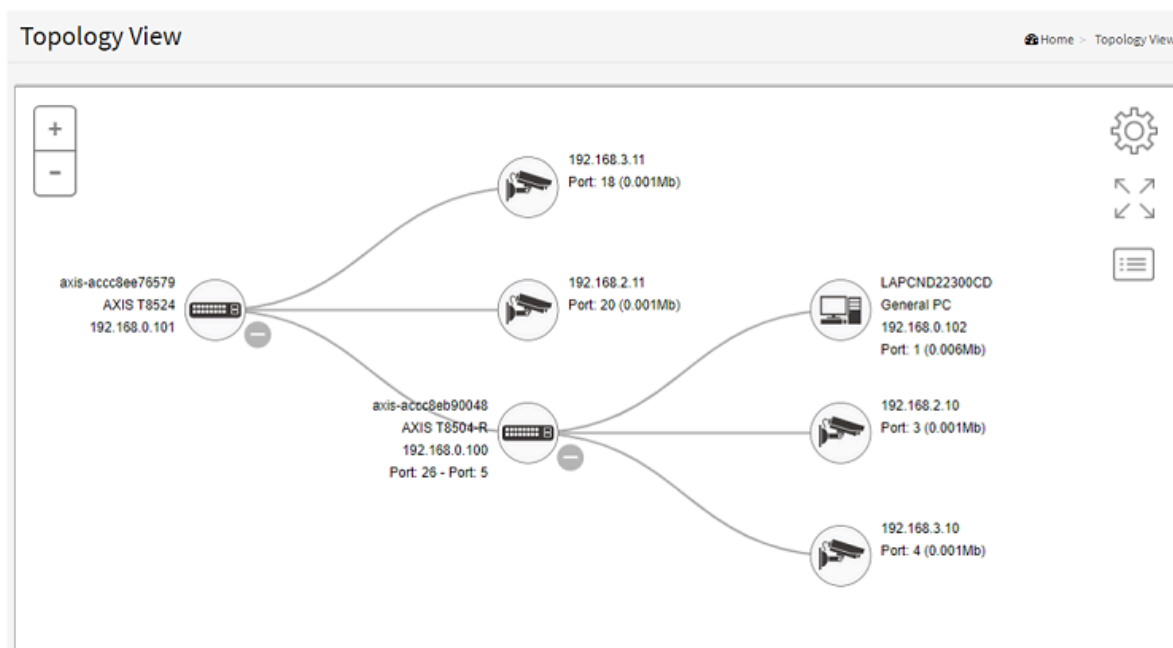 Topology View
Home > Topology View
+
-
192.168.3.11
Port: 18 (0.001Mb)
axis-accc8ee76579
AXIS T8524
192.168.0.101
192.168.2.11
Port: 20 (0.001Mb)
LAPCND22300CD
General PC
192.168.0.102
Port: 1 (0.006Mb)
axis-accc8eb90048
AXIS T8504-R
192.168.0.100
Port: 26 - Port: 5
192.168.2.10
Port: 3 (0.001Mb)
192.168.3.10
Port: 4 (0.001Mb)